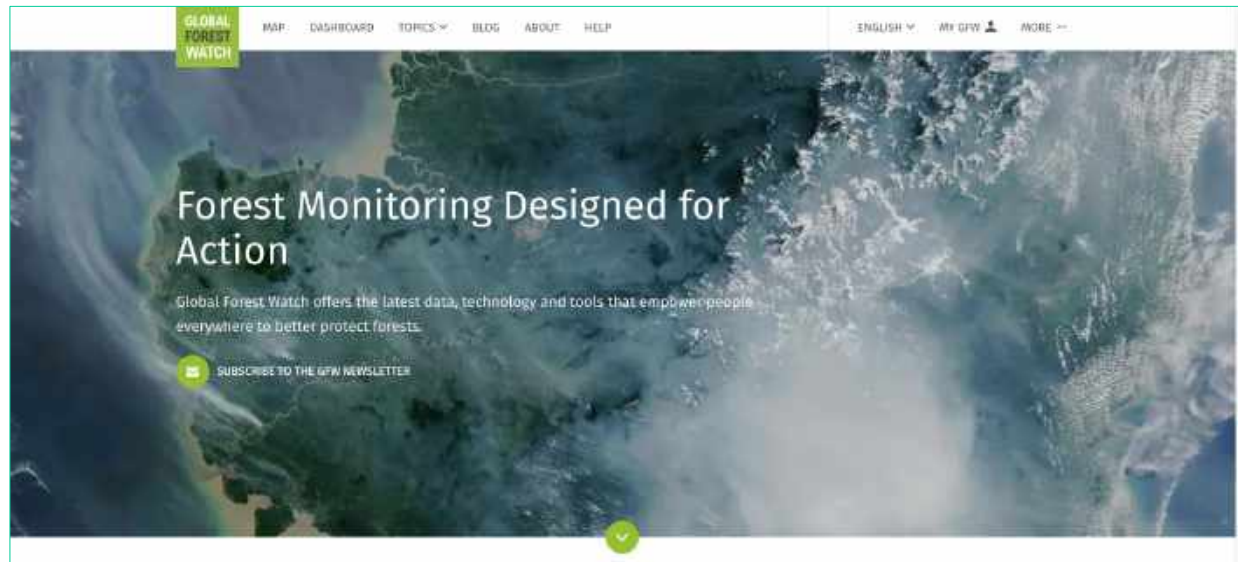 GLOBAL
FOREST
WATCH
MAP DASHBOARD TOPICS BLOG ABOUT HELP ENGLISH MY GFW MORE
Forest Monitoring Designed for
Action
Global Forest Watch offers the latest data, technology and tools that empower people
everywhere to better protect forests.
SUBSCRIBE TO THE GFW NEWSLETTER